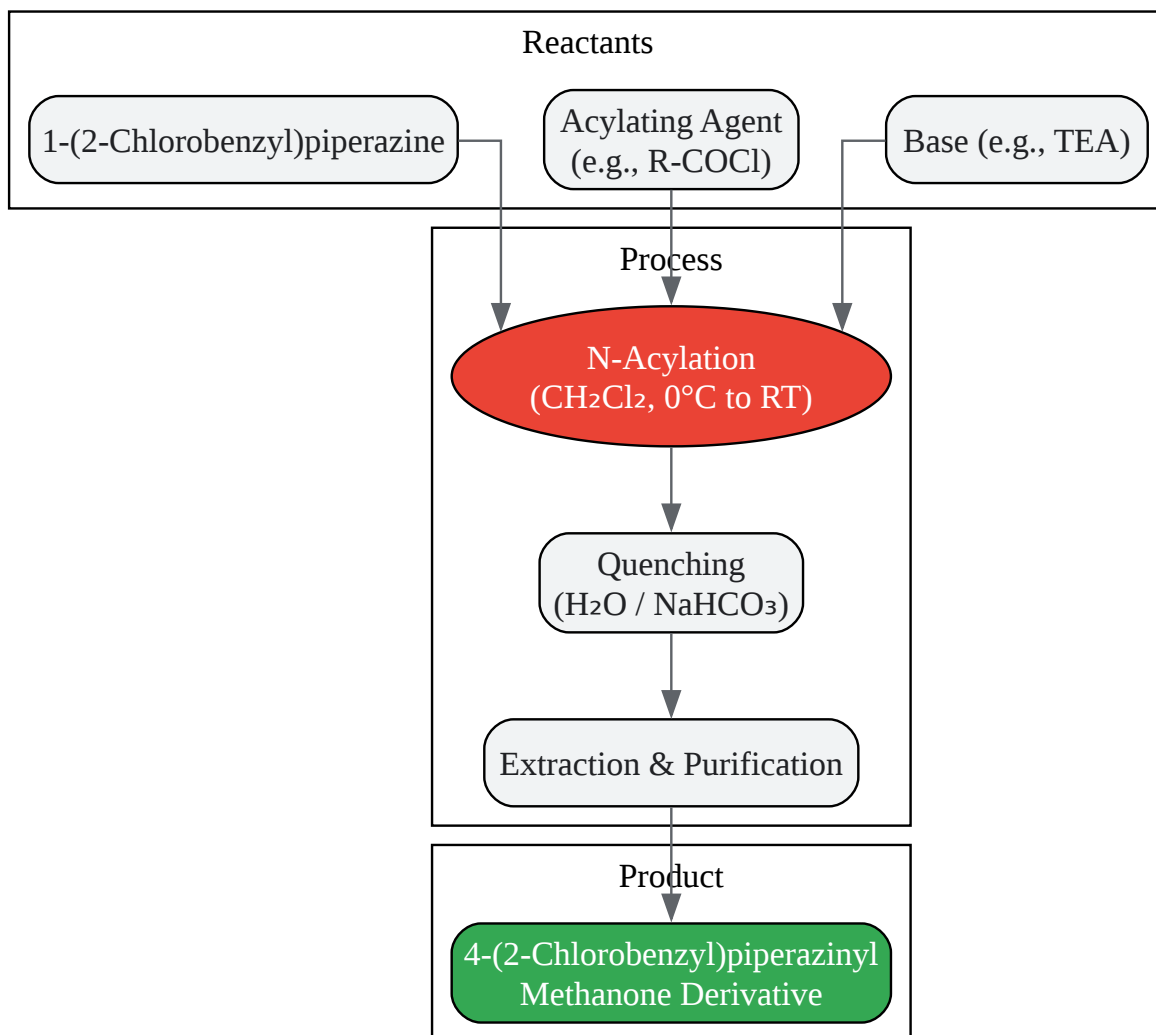 Reactants
1-(2-Chlorobenzyl)piperazine
Acylating Agent
(e.g., R-COCl)
Base (e.g., TEA)
Process
N-Acylation
(CH₂Cl₂, 0°C to RT)
Quenching
(H₂O / NaHCO₃)
Extraction & Purification
Product
4-(2-Chlorobenzyl)piperazinyl
Methanone Derivative